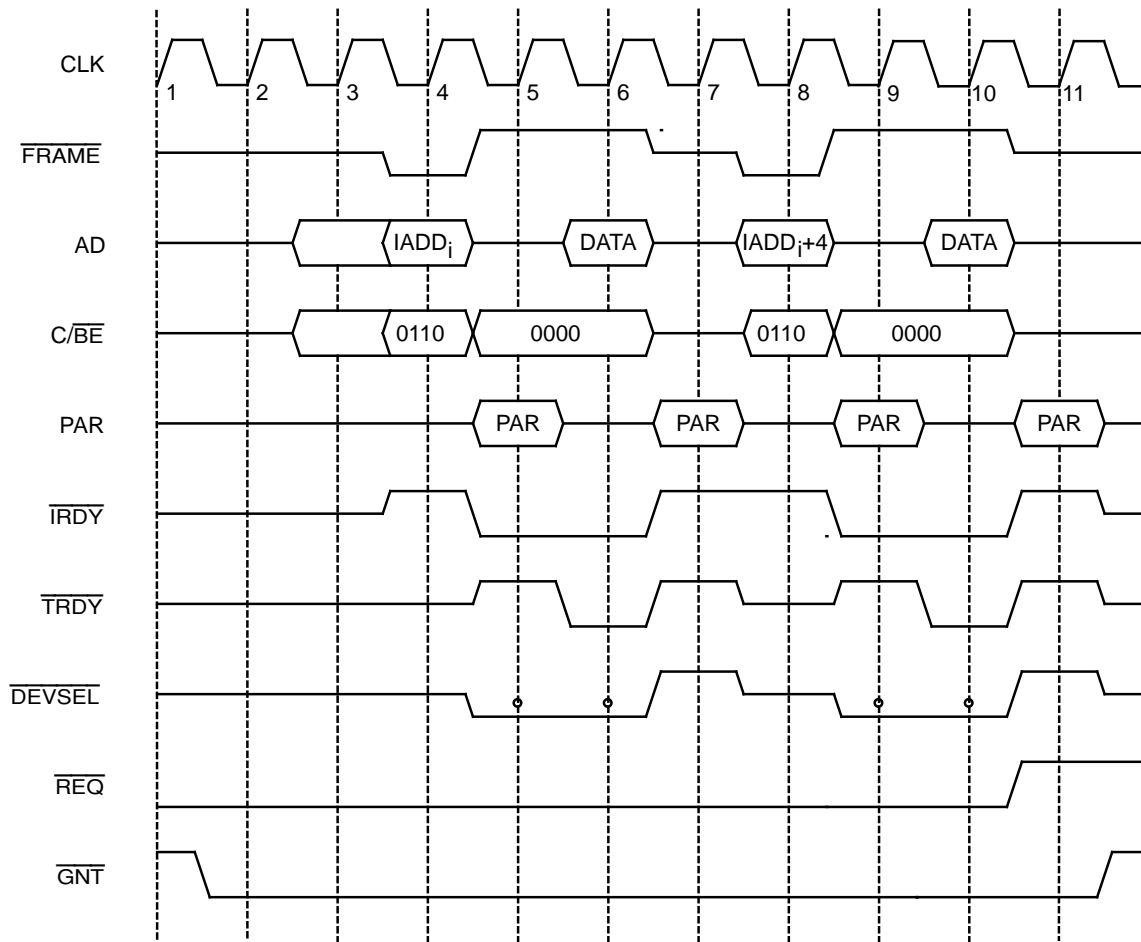 CLK
1 2 3 4 5 6 7 8 9 10 11
FRAME
AD IADDi DATA IADDi+4 DATA
C/BE 0110 0000 0110 0000
PAR PAR PAR PAR PAR
IRDY
TRDY
DEVSEL
REQ
GNT